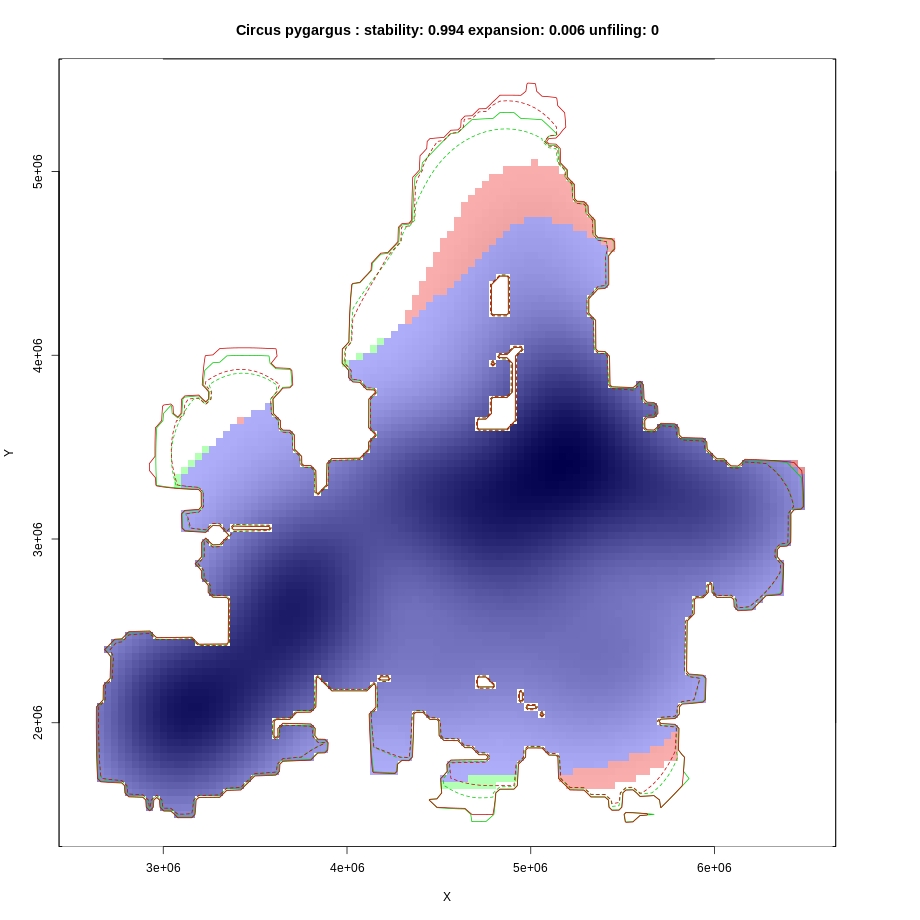 Circus pygargus : stability: 0.994 expansion: 0.006 unfiling: 0
5e+06
4e+06
3e+06
2e+06
Y
3e+06 4e+06 5e+06 6e+06
X